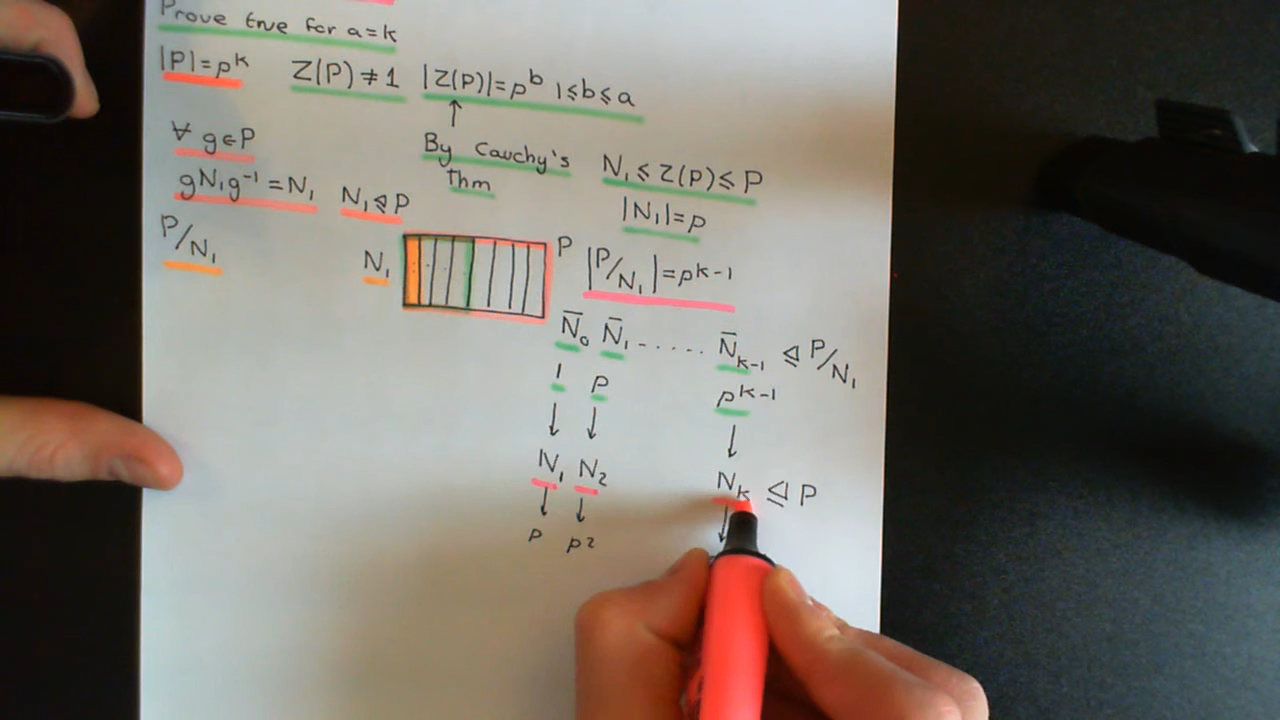 Prove true for a=k
|P|=p^k Z(P)≠1 |Z(P)|=p^b 1≤b≤a
↑
∀ g∈P By Cauchy's Thm N₁≤Z(P)≤P
gN₁g⁻¹=N₁ N₁⊴P |N₁|=p
P/N₁ N₁ P |P/N₁|=p^{k-1}
N̄₀ N̄₁ ...... N̄_{k-1} ⊴ P/N₁
1 p p^{k-1}
↓ ↓ ↓
N₁ N₂ N_k ⊴ P
↓ ↓ ↓
p p²